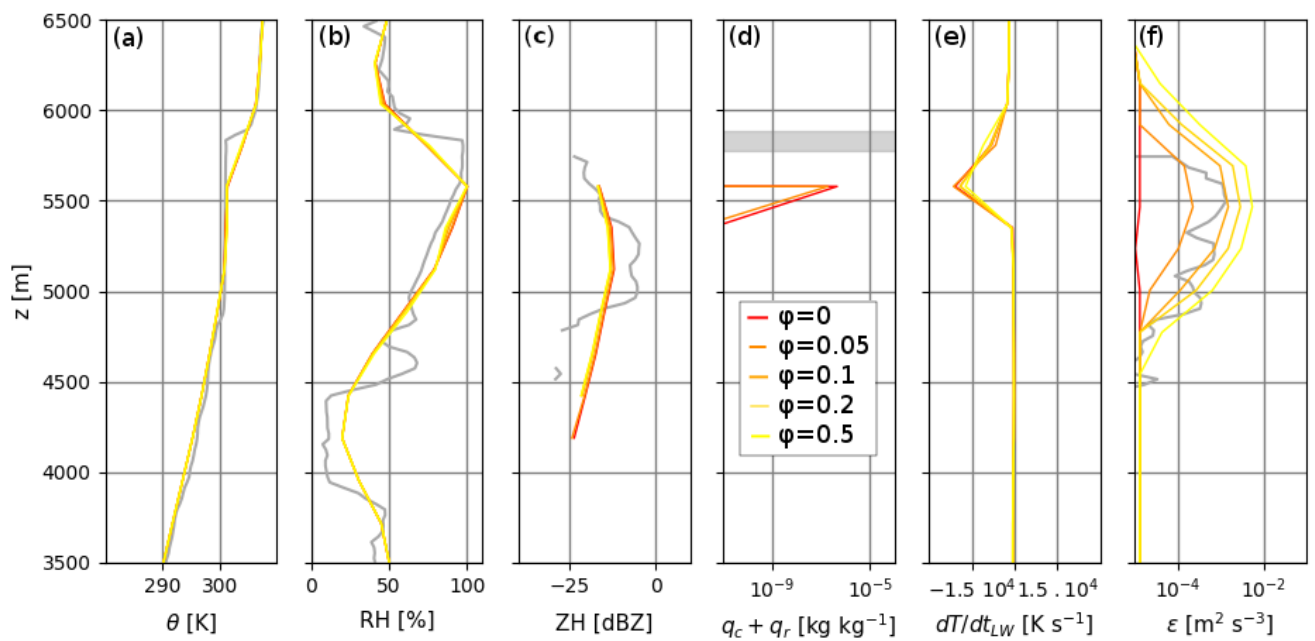 (a) (b) (c) (d) (e) (f)
6500
6000
5500
5000
4500
4000
3500
z [m]
φ=0
φ=0.05
φ=0.1
φ=0.2
φ=0.5
290 300
0 50 100
−25 0
10⁻⁹ 10⁻⁵
−1.5 10⁴ 1.5 . 10⁴
10⁻⁴ 10⁻²
θ [K]
RH [%]
ZH [dBZ]
q_c + q_r [kg kg⁻¹]
dT/dt_LW [K s⁻¹]
ε [m² s⁻³]